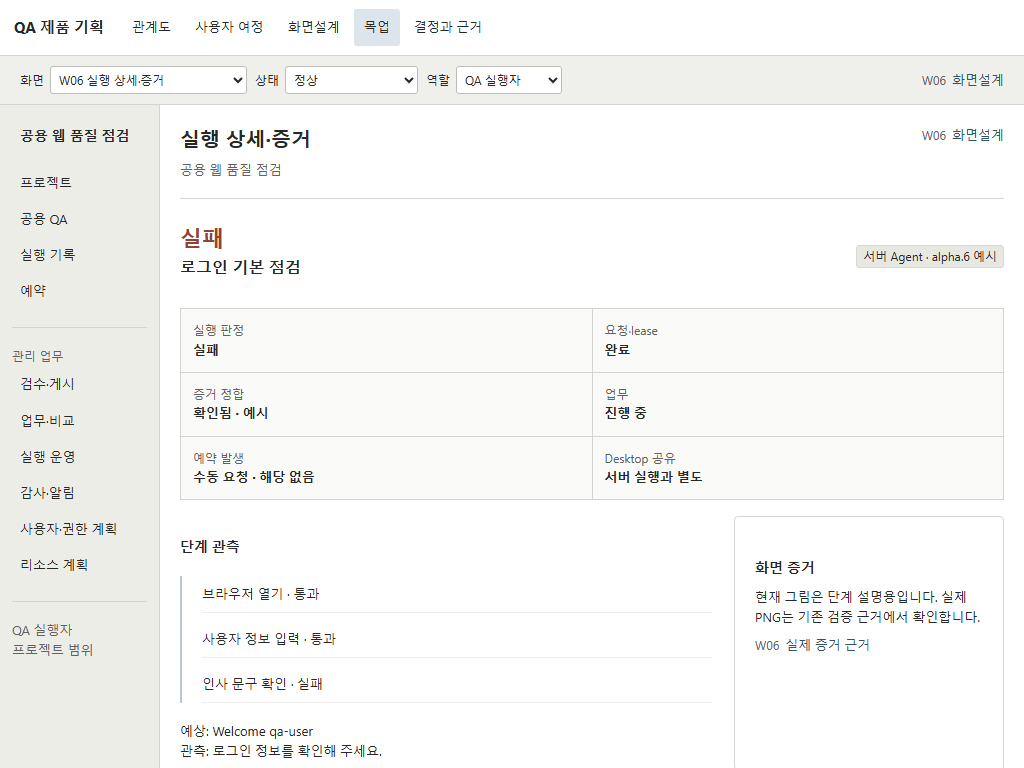 QA 제품 기획 관계도 사용자 여정 화면설계 목업 결정과 근거
화면 W06 실행 상세·증거 상태 정상 역할 QA 실행자 W06 화면설계
공용 웹 품질 점검
프로젝트
공용 QA
실행 기록
예약
관리 업무
검수·게시
업무·비교
실행 운영
감사·알림
사용자·권한 계획
리소스 계획
QA 실행자
프로젝트 범위
실행 상세·증거
W06 화면설계
공용 웹 품질 점검
실패
로그인 기본 점검
서버 Agent · alpha.6 예시
실행 판정
실패
요청·lease
완료
증거 정합
확인됨 · 예시
업무
진행 중
예약 발생
수동 요청 · 해당 없음
Desktop 공유
서버 실행과 별도
단계 관측
브라우저 열기 · 통과
사용자 정보 입력 · 통과
인사 문구 확인 · 실패
예상: Welcome qa-user
관측: 로그인 정보를 확인해 주세요.
화면 증거
현재 그림은 단계 설명용입니다. 실제
PNG는 기존 검증 근거에서 확인합니다.
W06 실제 증거 근거